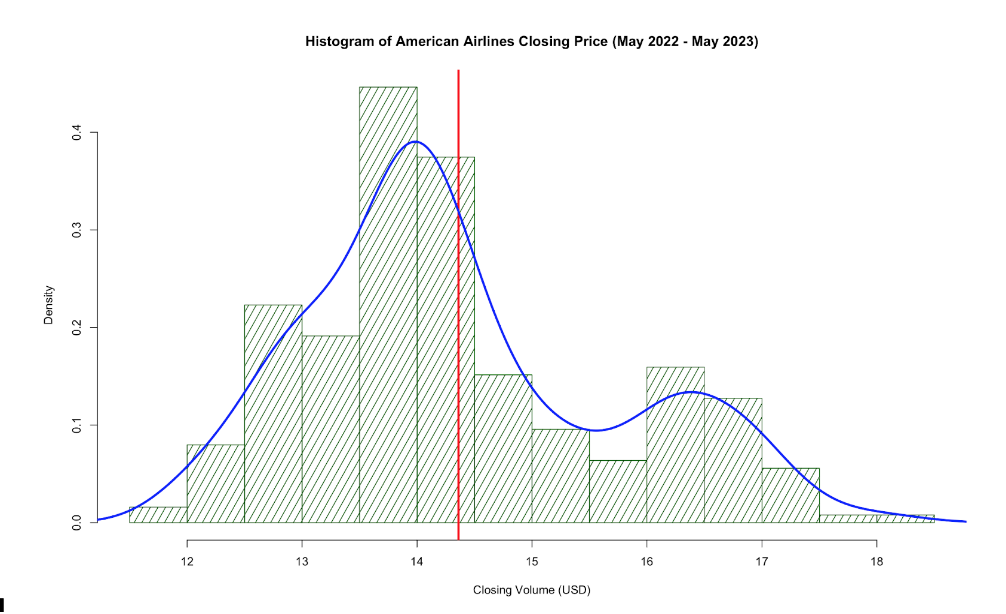 Histogram of American Airlines Closing Price (May 2022 - May 2023)
Density
0.4
0.3
0.2
0.1
0.0
12 13 14 15 16 17 18
Closing Volume (USD)